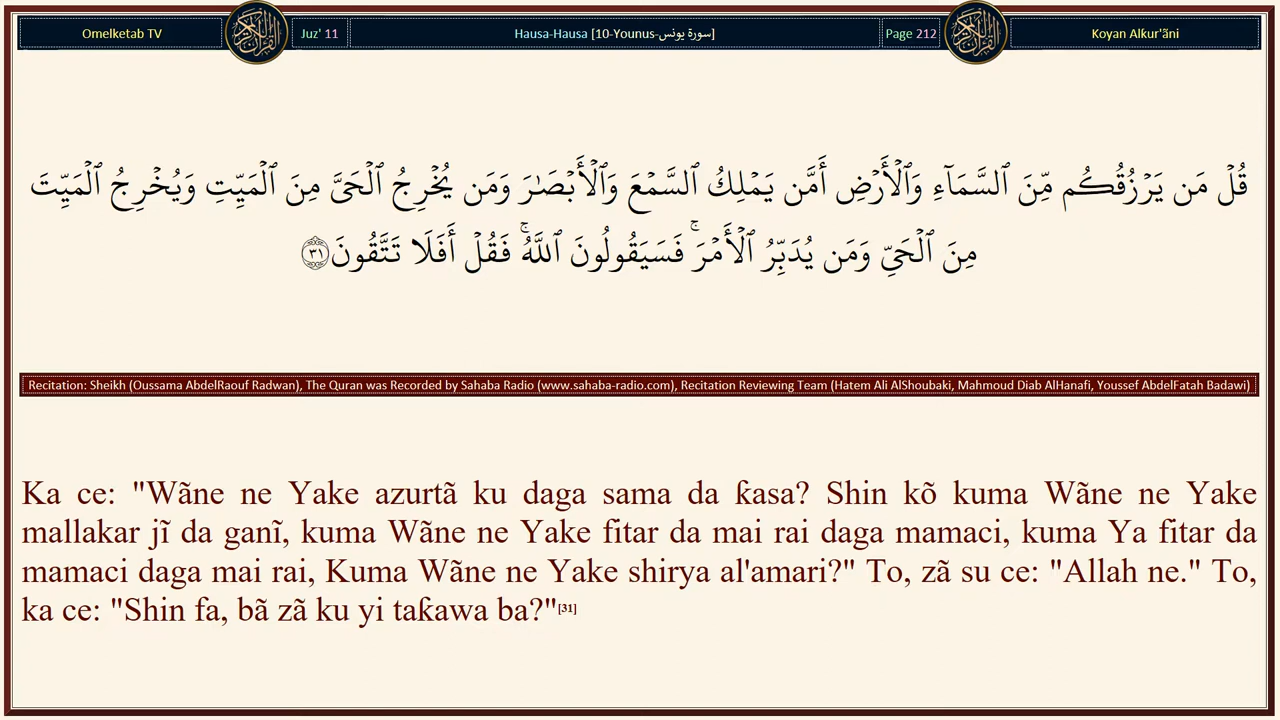 Omelketab TV
Juz' 11
Hausa-Hausa [10-Younus-سورة يونس]
Page 212
Koyan Alƙur'ãni
قُلۡ مَن يَرۡزُقُكُم مِّنَ ٱلسَّمَآءِ وَٱلۡأَرۡضِ أَمَّن يَمۡلِكُ ٱلسَّمۡعَ وَٱلۡأَبۡصَٰرَ وَمَن يُخۡرِجُ ٱلۡحَيَّ مِنَ ٱلۡمَيِّتِ وَيُخۡرِجُ ٱلۡمَيِّتَ
مِنَ ٱلۡحَيِّ وَمَن يُدَبِّرُ ٱلۡأَمۡرَۚ فَسَيَقُولُونَ ٱللَّهُۚ فَقُلۡ أَفَلَا تَتَّقُونَ ٣١
Recitation: Sheikh (Oussama AbdelRaouf Radwan), The Quran was Recorded by Sahaba Radio (www.sahaba-radio.com), Recitation Reviewing Team (Hatem Ali AlShoubaki, Mahmoud Diab AlHanafi, Youssef AbdelFatah Badawi)
Ka ce: "Wãne ne Yake azurtã ku daga sama da ƙasa? Shin kõ kuma Wãne ne Yake
mallakar jĩ da ganĩ, kuma Wãne ne Yake fitar da mai rai daga mamaci, kuma Ya fitar da
mamaci daga mai rai, Kuma Wãne ne Yake shirya al'amari?" To, zã su ce: "Allah ne." To,
ka ce: "Shin fa, bã zã ku yi taƙawa ba?"[31]